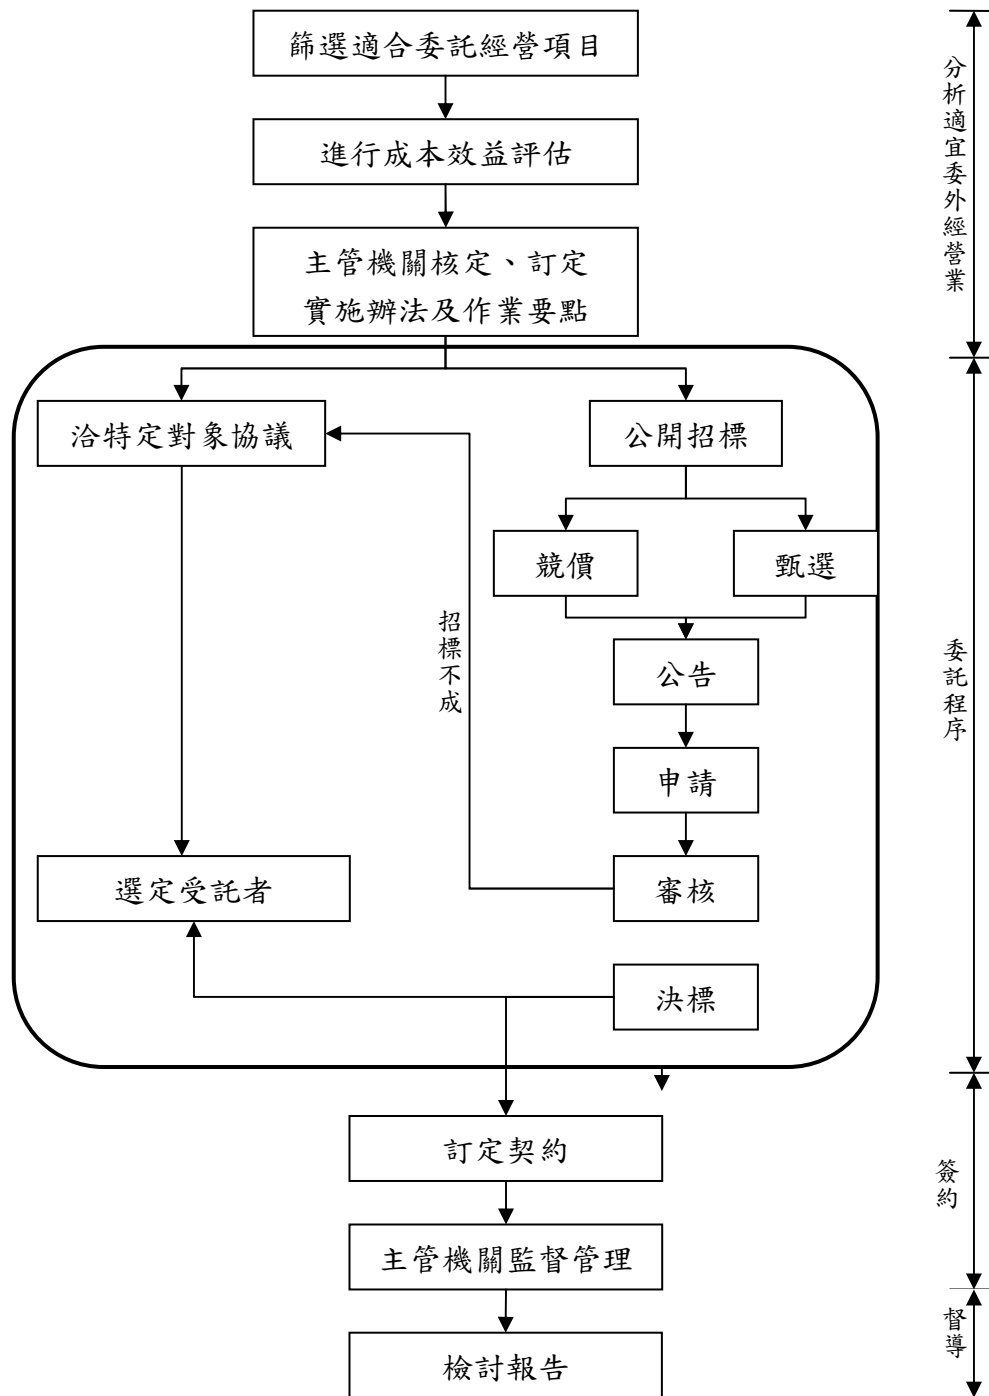 篩選適合委託經營項目
進行成本效益評估
主管機關核定、訂定
實施辦法及作業要點
分析適宜委外經營業
洽特定對象協議
公開招標
競價
甄選
招標不成
公告
申請
選定受託者
審核
決標
委託程序
訂定契約
主管機關監督管理
簽約
檢討報告
督導